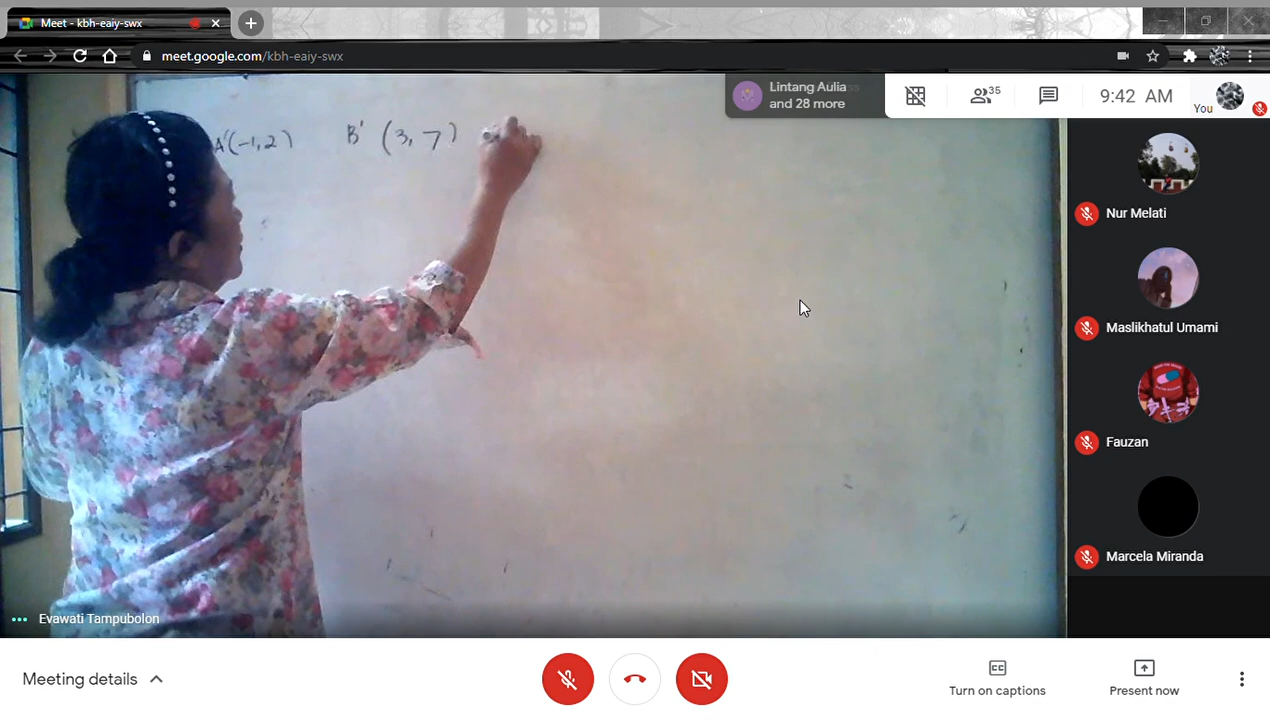 Meet - kbh-eaiy-swx
meet.google.com/kbh-eaiy-swx
Lintang Aulia
and 28 more
35
9:42 AM
You
A'(-1,2) B' (3, 7)
Nur Melati
Maslikhatul Umami
Fauzan
Marcela Miranda
Evawati Tampubolon
Meeting details
Turn on captions
Present now